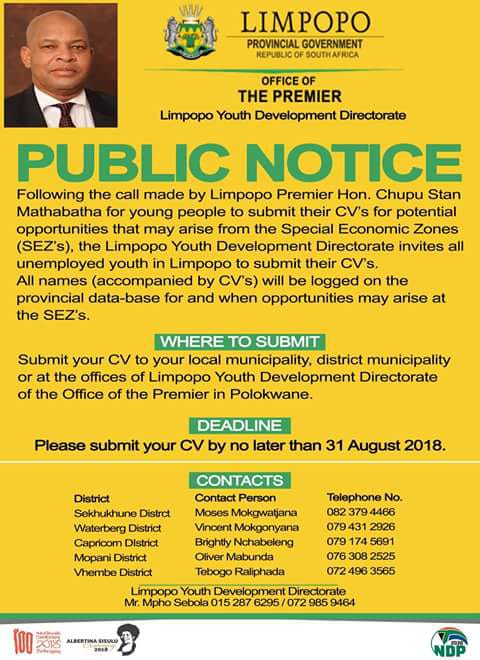 LIMPOPO
PROVINCIAL GOVERNMENT
REPUBLIC OF SOUTH AFRICA
OFFICE OF
THE PREMIER
Limpopo Youth Development Directorate
PUBLIC NOTICE
Following the call made by Limpopo Premier Hon. Chupu Stan
Mathabatha for young people to submit their CV's for potential
opportunities that may arise from the Special Economic Zones
(SEZ's), the Limpopo Youth Development Directorate invites all
unemployed youth in Limpopo to submit their CV's.
All names (accompanied by CV's) will be logged on the
provincial data-base for and when opportunities may arise at
the SEZ's.
WHERE TO SUBMIT
Submit your CV to your local municipality, district municipality
or at the offices of Limpopo Youth Development Directorate
of the Office of the Premier in Polokwane.
DEADLINE
Please submit your CV by no later than 31 August 2018.
CONTACTS
District Contact Person Telephone No.
Sekhukhune Distrct Moses Mokgwatjana 082 379 4466
Waterberg District Vincent Mokgonyana 079 431 2926
Capricorn DIstrict Brightly Nchabeleng 079 174 5691
Mopani District Oliver Mabunda 076 308 2525
Vhembe District Tebogo Raliphada 072 496 3565
Limpopo Youth Development Directorate
Mr. Mpho Sebola 015 287 6295 / 072 985 9464
100
2018
ALBERTINA SISULU
2018
2030
NDP